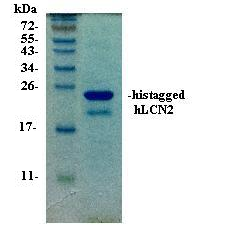 kDa
72-
55-
43-
34-
26-
17-
11-
-histagged
hLCN2